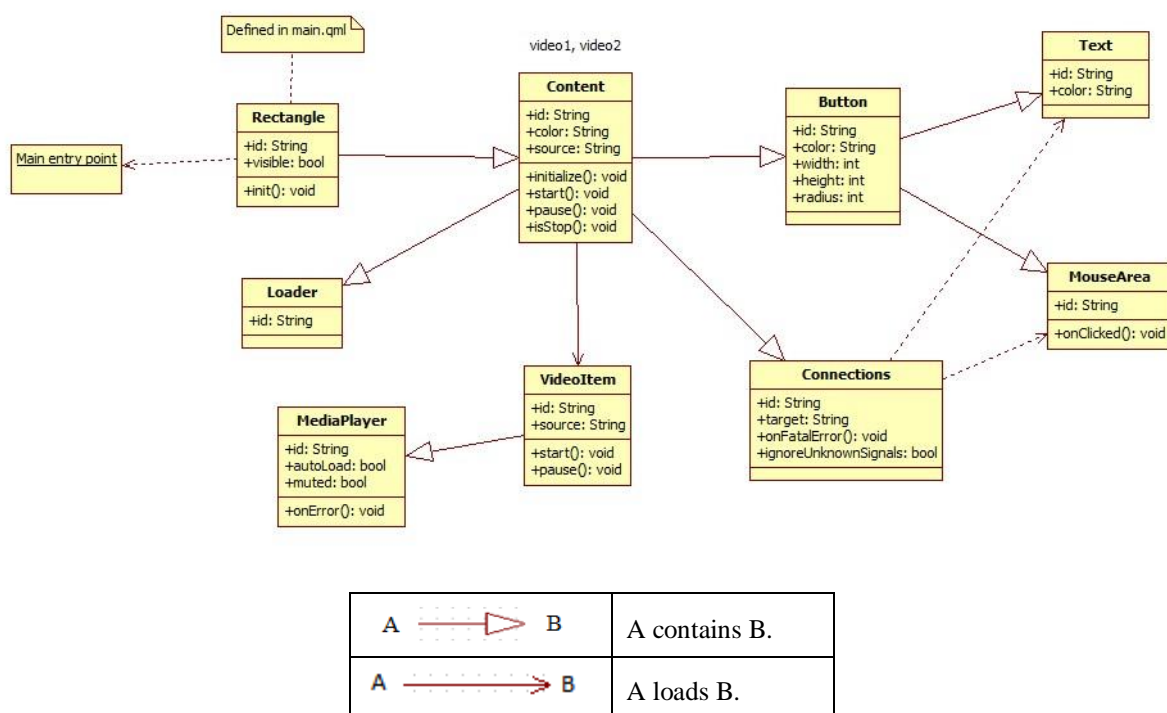 Defined in main.qml
video1, video2
Main entry point
Rectangle
+id: String
+visible: bool
+init(): void
Content
+id: String
+color: String
+source: String
+initialize(): void
+start(): void
+pause(): void
+isStop(): void
Button
+id: String
+color: String
+width: int
+height: int
+radius: int
Text
+id: String
+color: String
Loader
+id: String
MouseArea
+id: String
+onClicked(): void
VideoItem
+id: String
+source: String
+start(): void
+pause(): void
MediaPlayer
+id: String
+autoLoad: bool
+muted: bool
+onError(): void
Connections
+id: String
+target: String
+onFatalError(): void
+ignoreUnknownSignals: bool
A B A contains B.
A B A loads B.